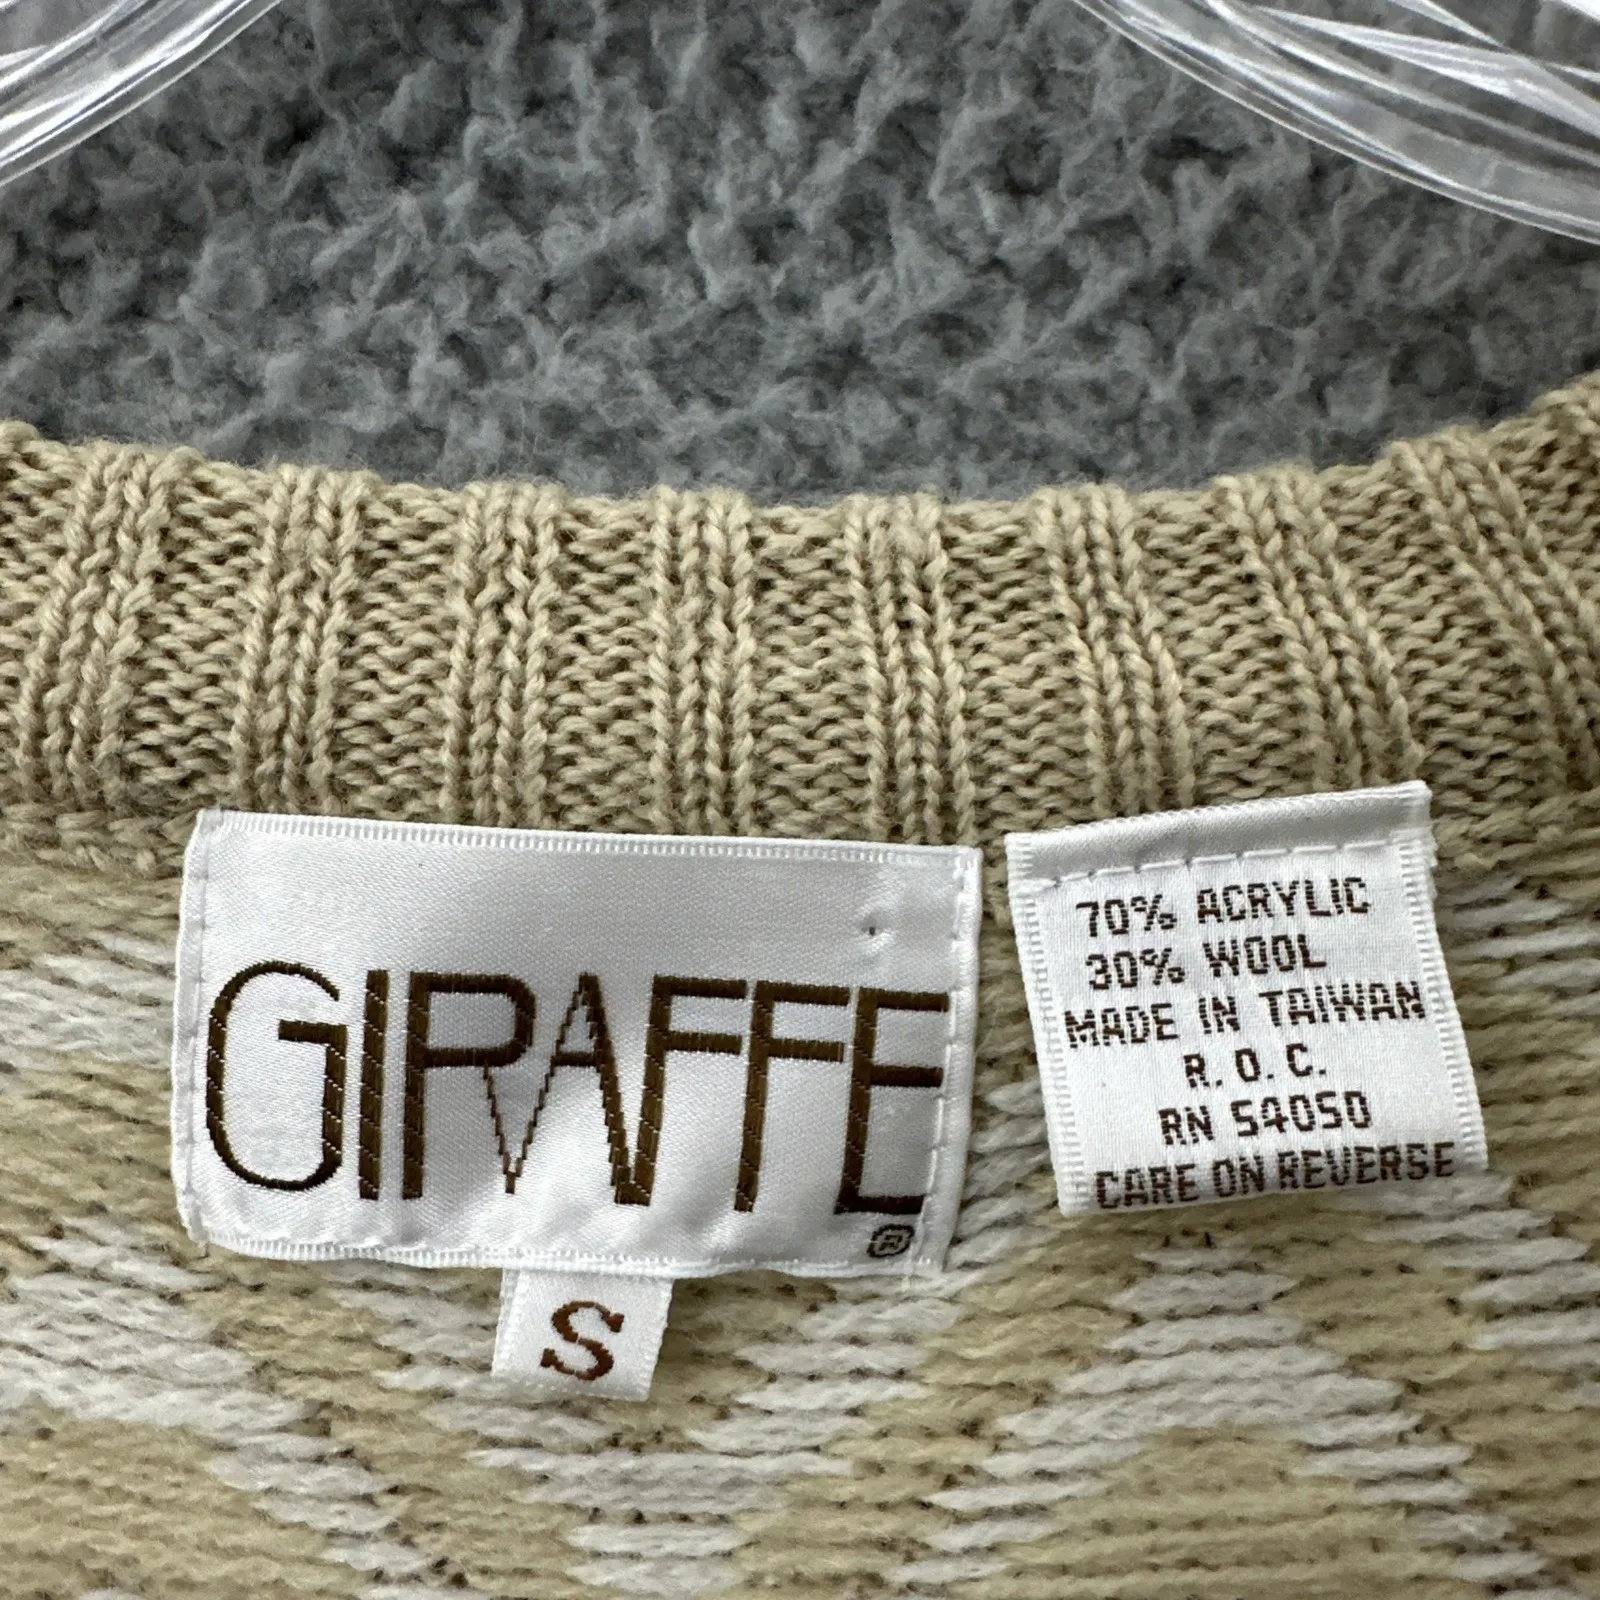 GIRAFFE
®
S
70% ACRYLIC
30% WOOL
MADE IN TAIWAN
R. O. C.
RN 54050
CARE ON REVERSE